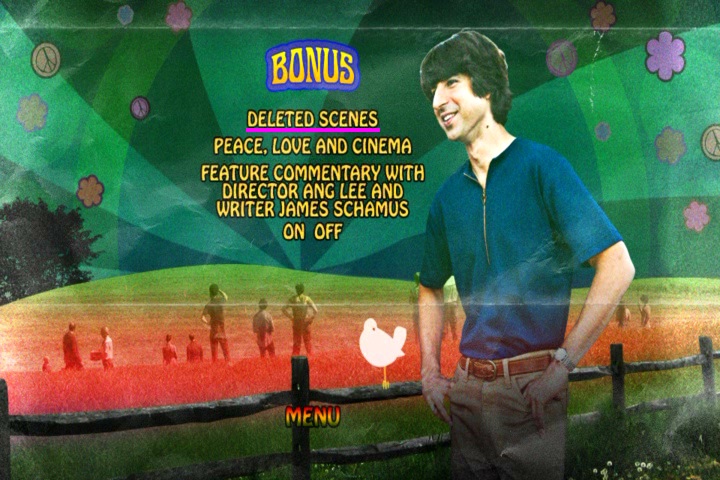 BONUS
DELETED SCENES
PEACE, LOVE AND CINEMA
FEATURE COMMENTARY WITH
DIRECTOR ANG LEE AND
WRITER JAMES SCHAMUS
ON OFF
MENU